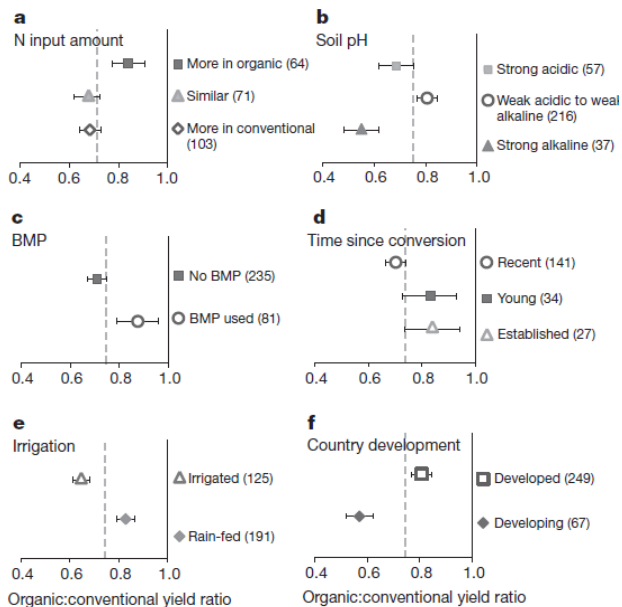 a
N input amount
More in organic (64)
Similar (71)
More in conventional
(103)
0.4 0.6 0.8 1.0
b
Soil pH
Strong acidic (57)
Weak acidic to weak
alkaline (216)
Strong alkaline (37)
0.4 0.6 0.8 1.0
c
BMP
No BMP (235)
BMP used (81)
0.4 0.6 0.8 1.0
d
Time since conversion
Recent (141)
Young (34)
Established (27)
0.4 0.6 0.8 1.0
e
Irrigation
Irrigated (125)
Rain-fed (191)
0.4 0.6 0.8 1.0
Organic:conventional yield ratio
f
Country development
Developed (249)
Developing (67)
0.4 0.6 0.8 1.0
Organic:conventional yield ratio